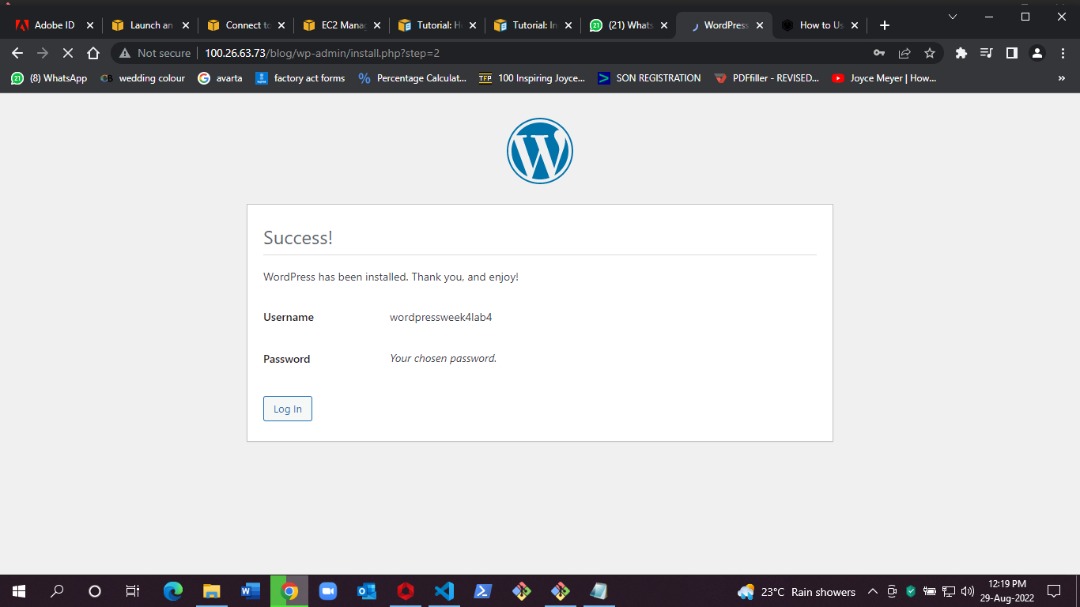 Adobe ID
Launch an
Connect to
EC2 Manag
Tutorial: H
Tutorial: In
(21) Whats
WordPress
How to Us
Not secure
100.26.63.73/blog/wp-admin/install.php?step=2
(8) WhatsApp
wedding colour
avarta
factory act forms
Percentage Calculat...
100 Inspiring Joyce...
SON REGISTRATION
PDFfiller - REVISED...
Joyce Meyer | How...
»
Success!
WordPress has been installed. Thank you, and enjoy!
Username wordpressweek4lab4
Password Your chosen password.
Log In
23°C Rain showers
12:19 PM
29-Aug-2022